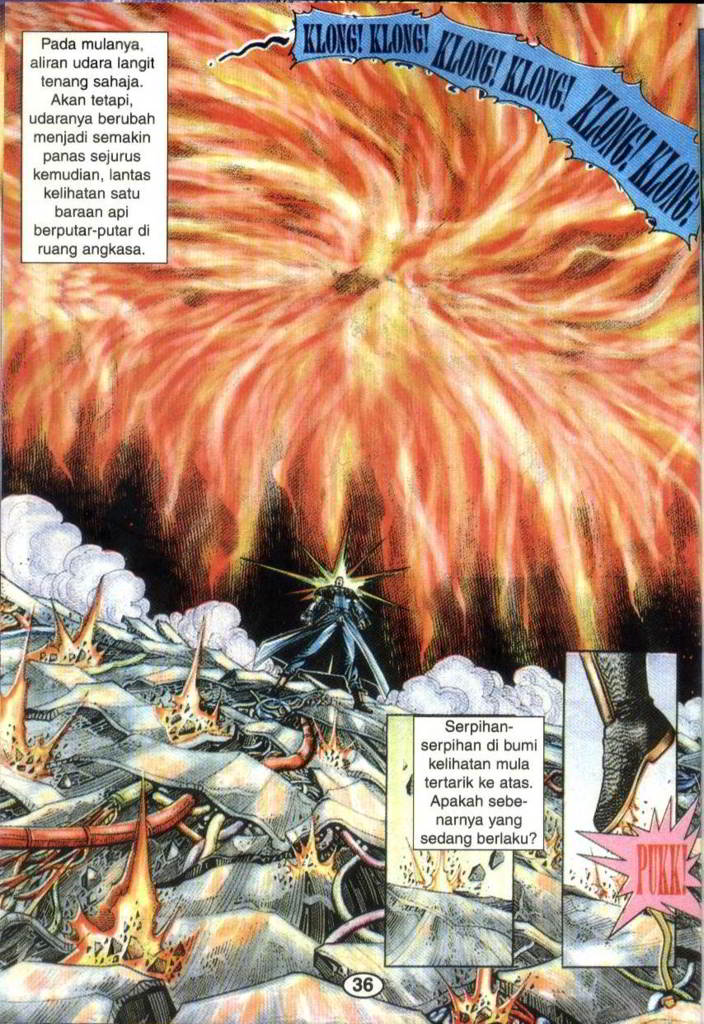 Pada mulanya,
aliran udara langit
tenang sahaja.
Akan tetapi,
udaranya berubah
menjadi semakin
panas sejurus
kemudian, lantas
kelihatan satu
baraan api
berputar-putar di
ruang angkasa.
KLONG! KLONG! KLONG! KLONG! KLONG! KLONG!
Serpihan-
serpihan di bumi
kelihatan mula
tertarik ke atas.
Apakah sebe-
narnya yang
sedang berlaku?
PUKK!
36